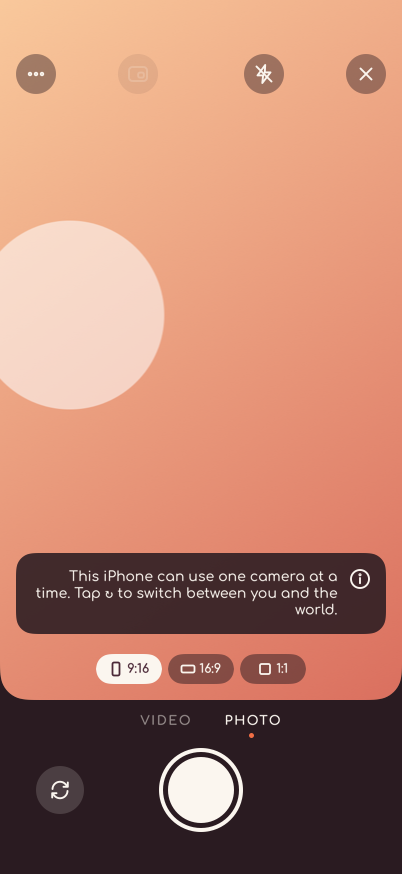 This iPhone can use one camera at a
time. Tap ↻ to switch between you and the
world.
9:16
16:9
1:1
VIDEO
PHOTO